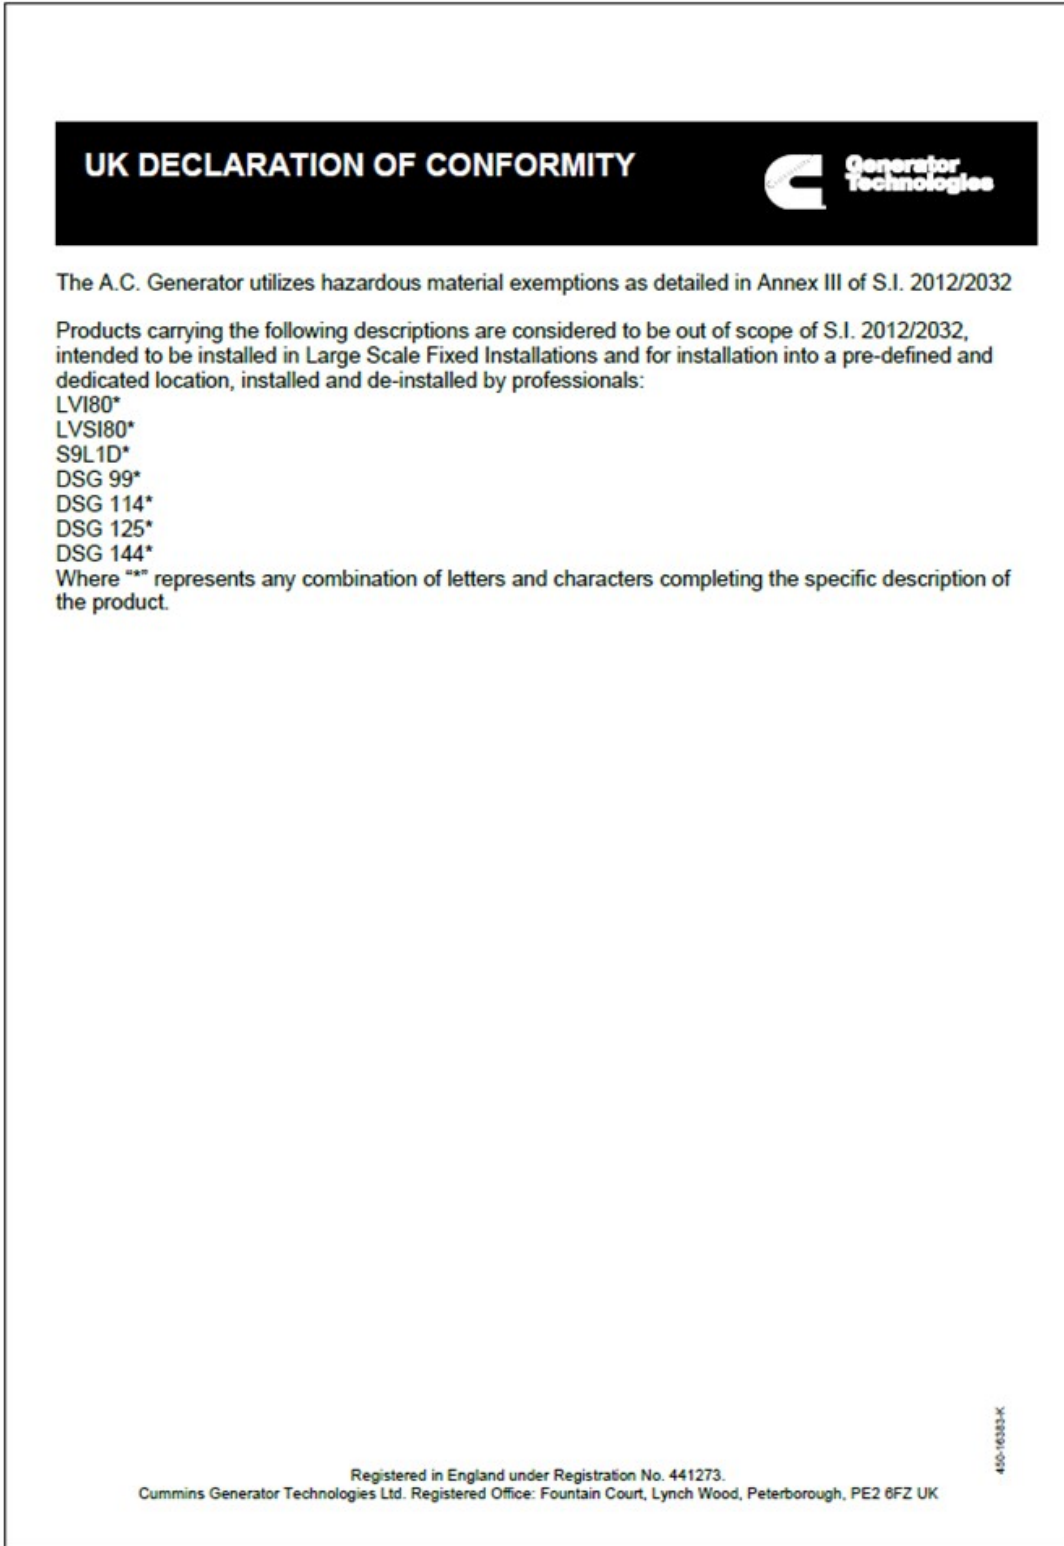 UK DECLARATION OF CONFORMITY
Generator
Technologies
The A.C. Generator utilizes hazardous material exemptions as detailed in Annex III of S.I. 2012/2032
Products carrying the following descriptions are considered to be out of scope of S.I. 2012/2032,
intended to be installed in Large Scale Fixed Installations and for installation into a pre-defined and
dedicated location, installed and de-installed by professionals:
LVI80*
LVSI80*
S9L1D*
DSG 99*
DSG 114*
DSG 125*
DSG 144*
Where “*” represents any combination of letters and characters completing the specific description of
the product.
450-16383-K
Registered in England under Registration No. 441273.
Cummins Generator Technologies Ltd. Registered Office: Fountain Court, Lynch Wood, Peterborough, PE2 6FZ UK